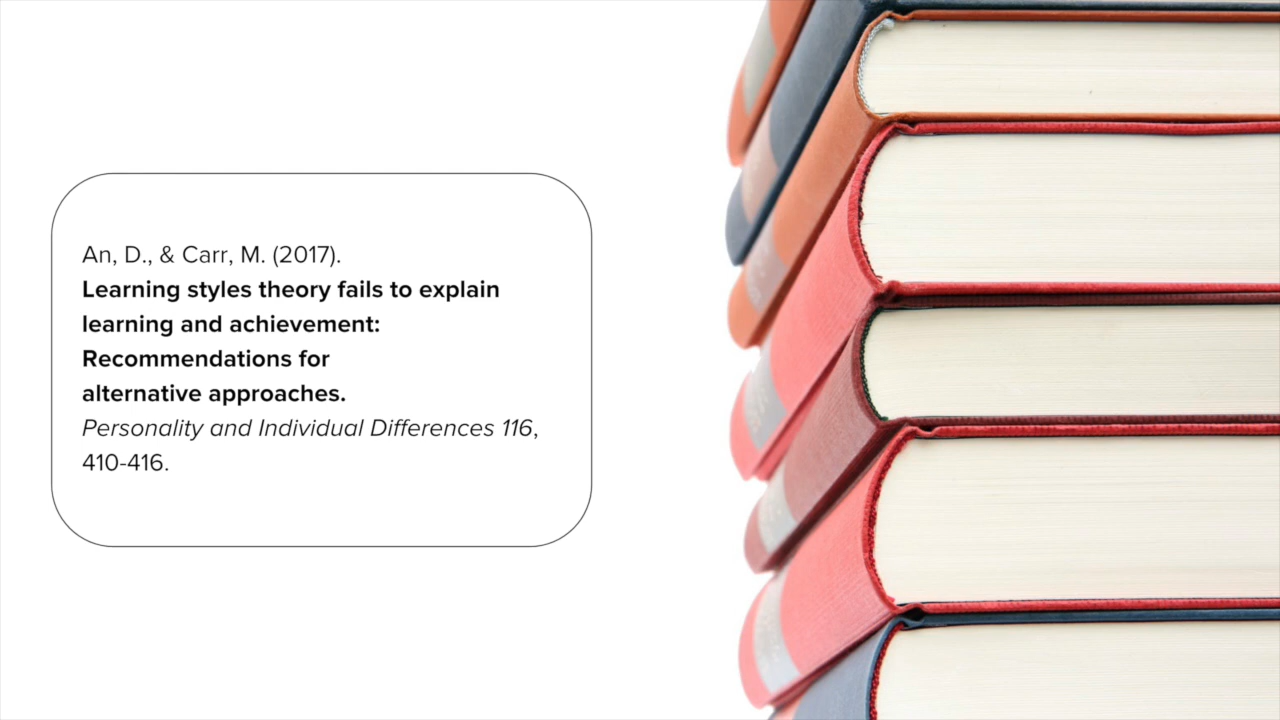 An, D., & Carr, M. (2017).
Learning styles theory fails to explain
learning and achievement:
Recommendations for
alternative approaches.
Personality and Individual Differences 116,
410-416.